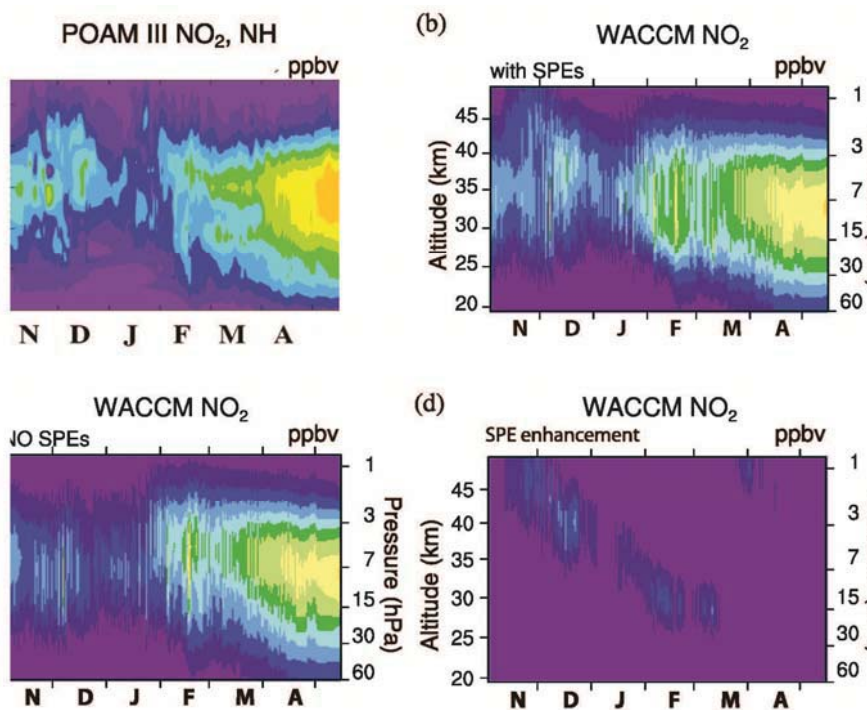 POAM III NO₂, NH
ppbv
N D J F M A
(b)
WACCM NO₂
with SPEs
ppbv
Altitude (km)
45
40
35
30
25
20
1
3
7
15
30
60
N D J F M A
WACCM NO₂
NO SPEs
ppbv
1
3
7
15
30
60
Pressure (hPa)
N D J F M A
(d)
WACCM NO₂
SPE enhancement
ppbv
Altitude (km)
45
40
35
30
25
20
1
3
7
15
30
60
N D J F M A